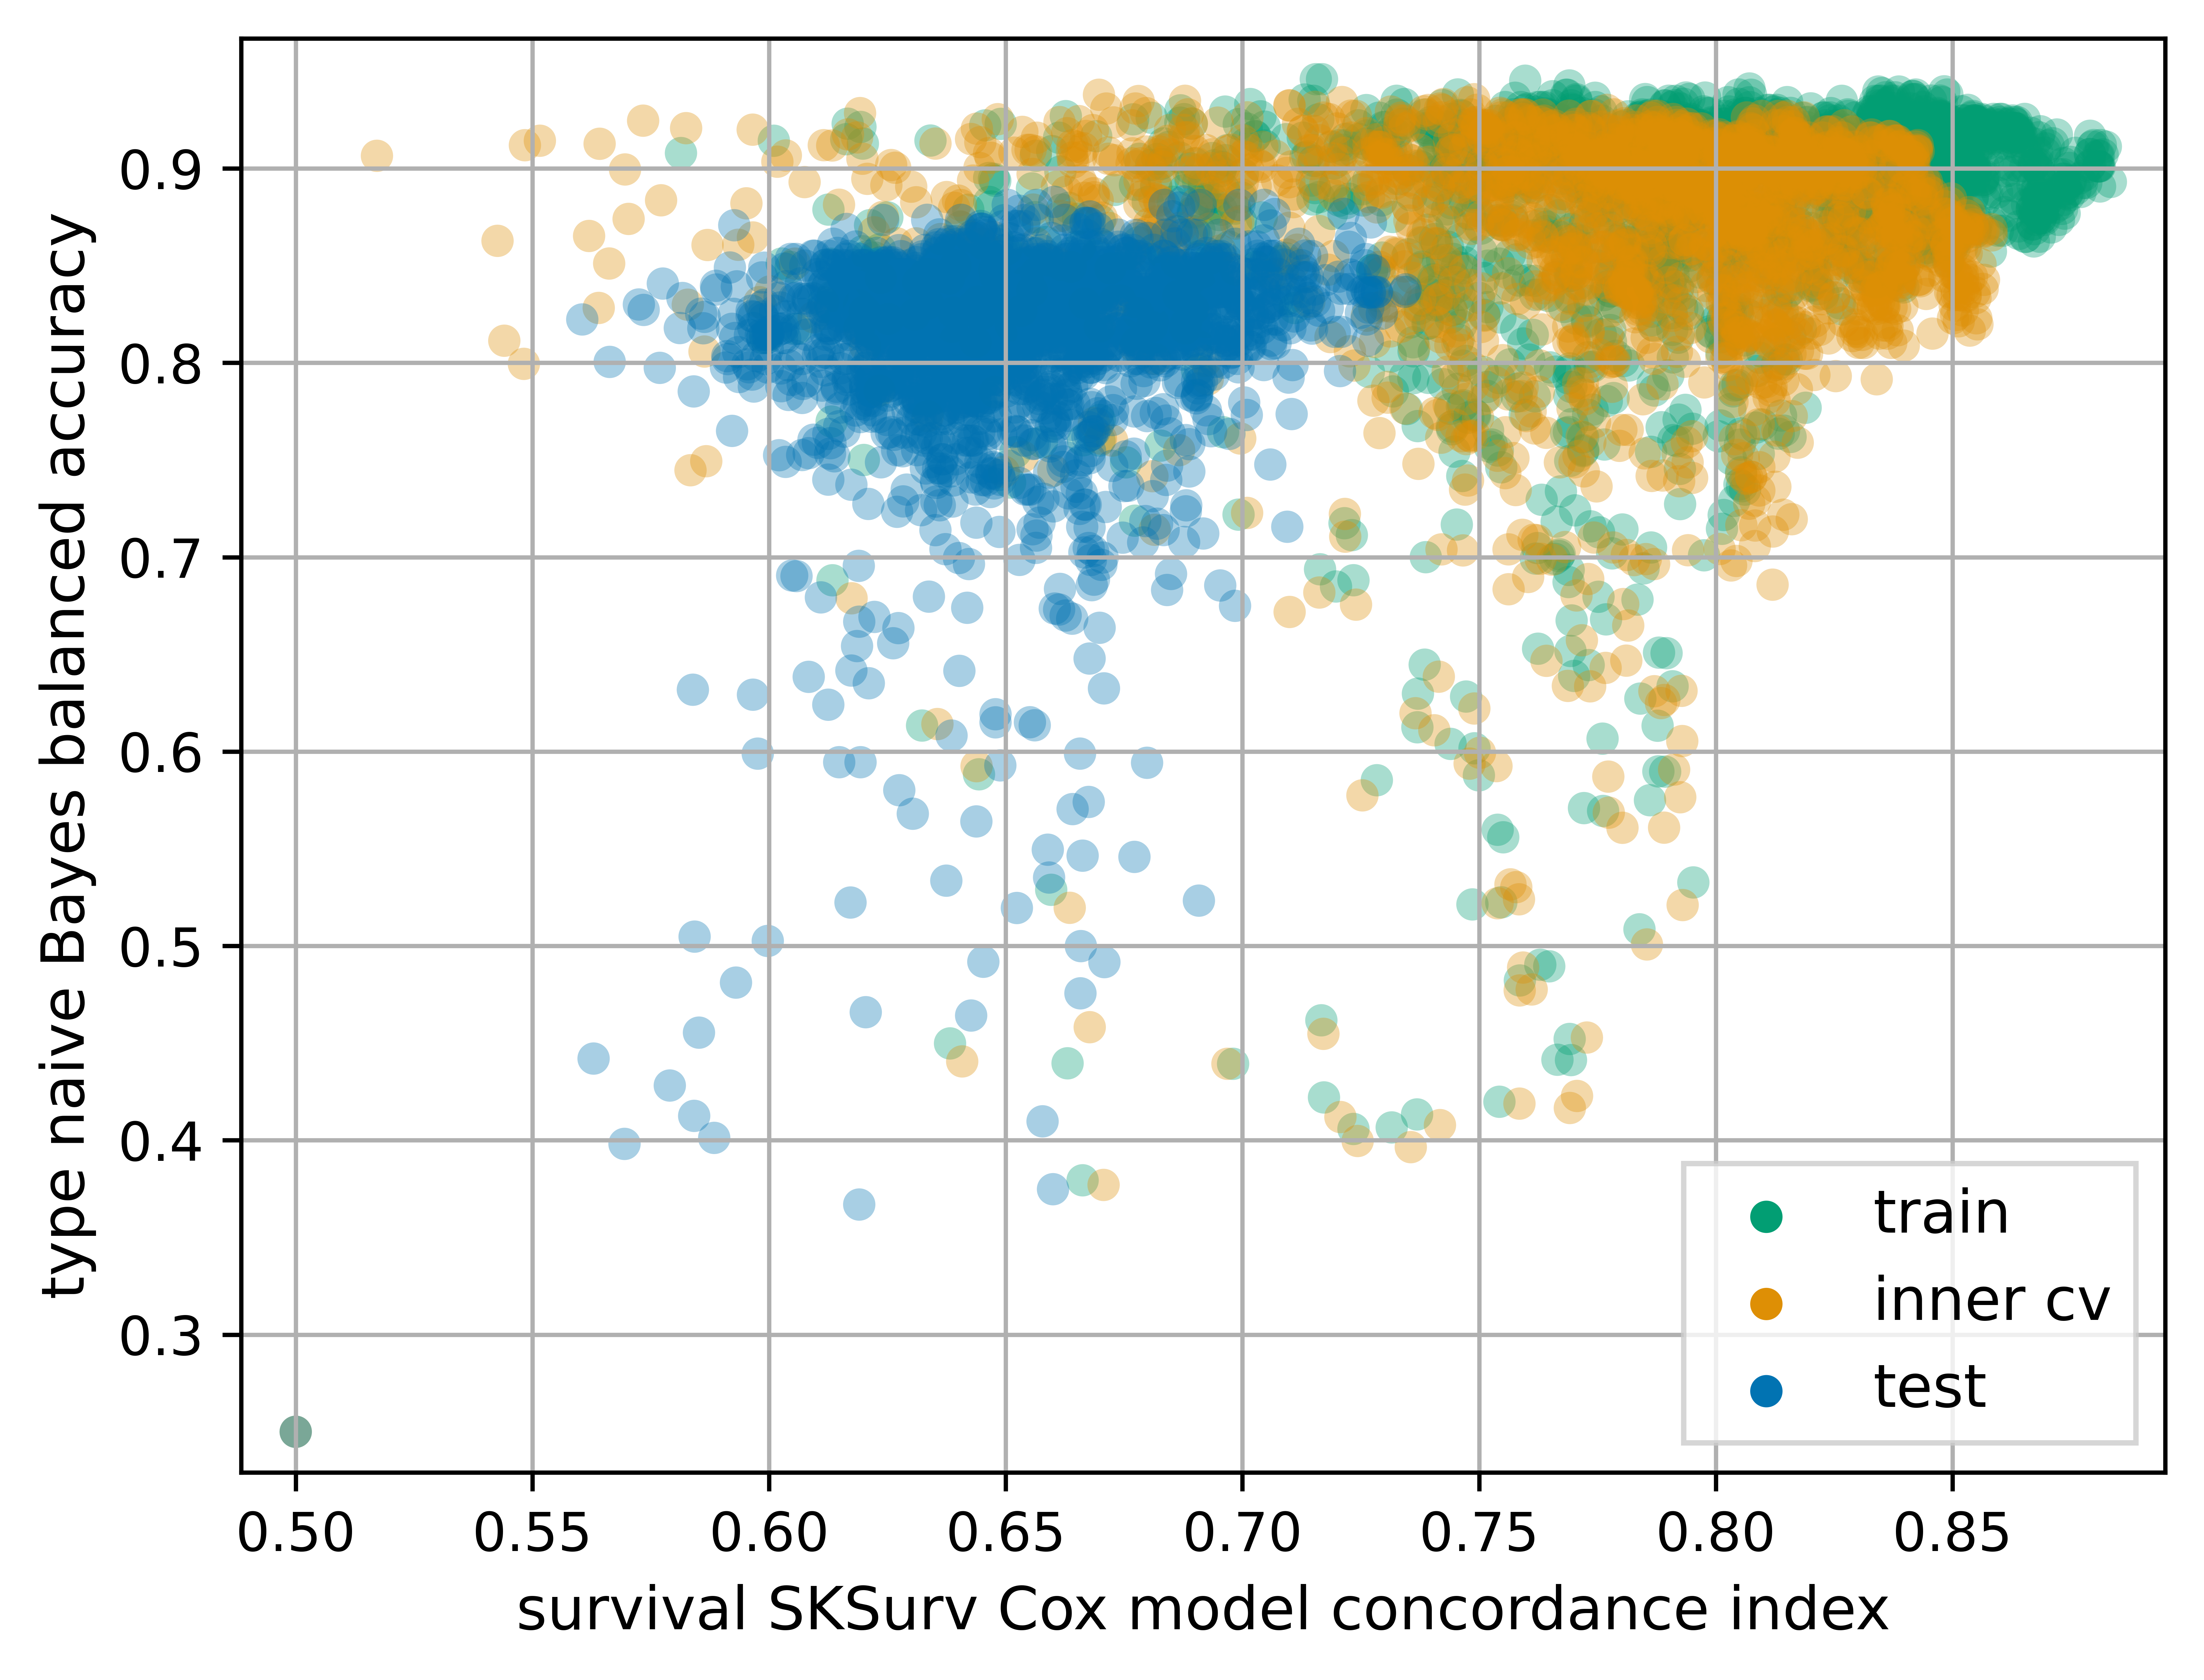 type naive Bayes balanced accuracy
0.9
0.8
0.7
0.6
0.5
0.4
0.3
0.50 0.55 0.60 0.65 0.70 0.75 0.80 0.85
survival SKSurv Cox model concordance index
train
inner cv
test